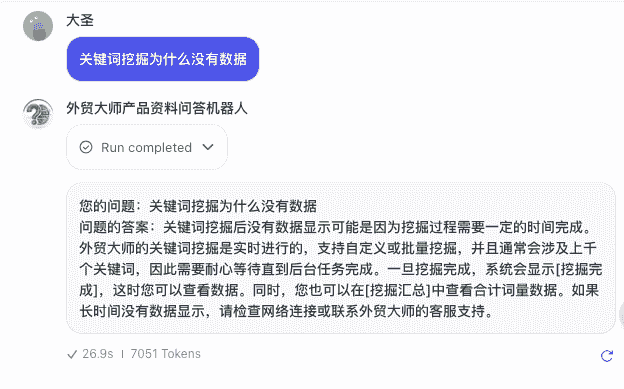 大圣
关键词挖掘为什么没有数据
外贸大师产品资料问答机器人
Run completed
您的问题：关键词挖掘为什么没有数据
问题的答案：关键词挖掘后没有数据显示可能是因为挖掘过程需要一定的时间完成。
外贸大师的关键词挖掘是实时进行的，支持自定义或批量挖掘，并且通常会涉及上千
个关键词，因此需要耐心等待直到后台任务完成。一旦挖掘完成，系统会显示[挖掘完
成]，这时您可以查看数据。同时，您也可以在[挖掘汇总]中查看合计词量数据。如果
长时间没有数据显示，请检查网络连接或联系外贸大师的客服支持。
26.9s | 7051 Tokens